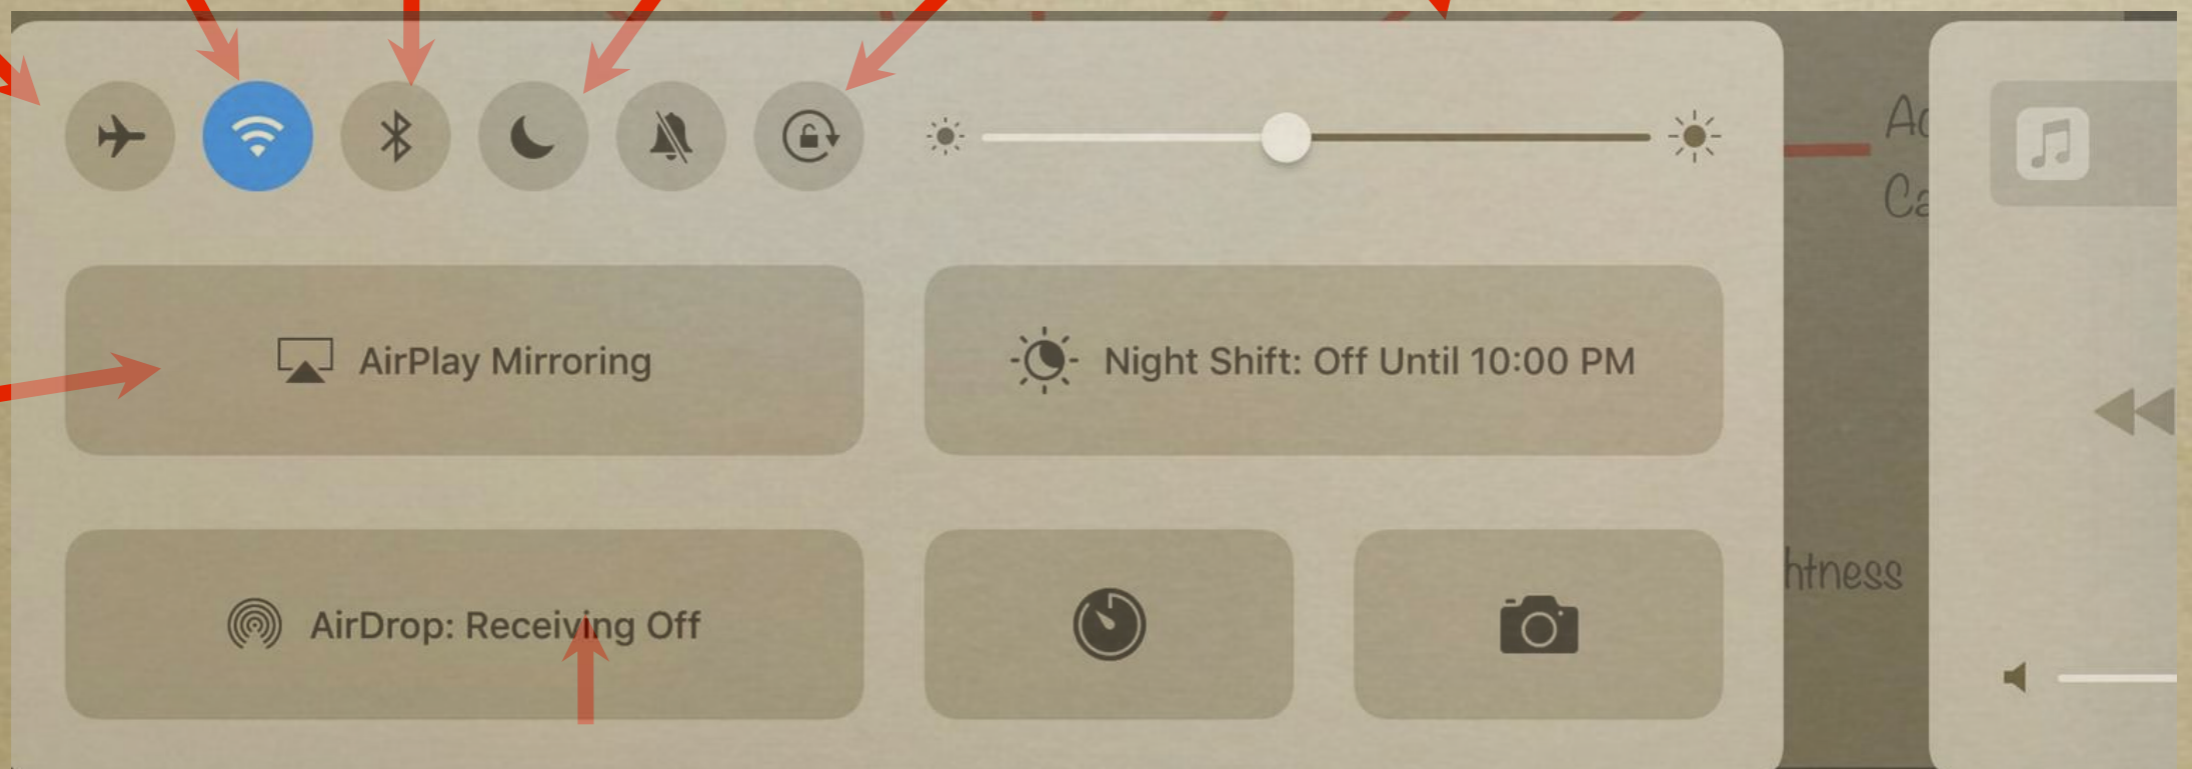 AirPlay Mirroring
Night Shift: Off Until 10:00 PM
AirDrop: Receiving Off